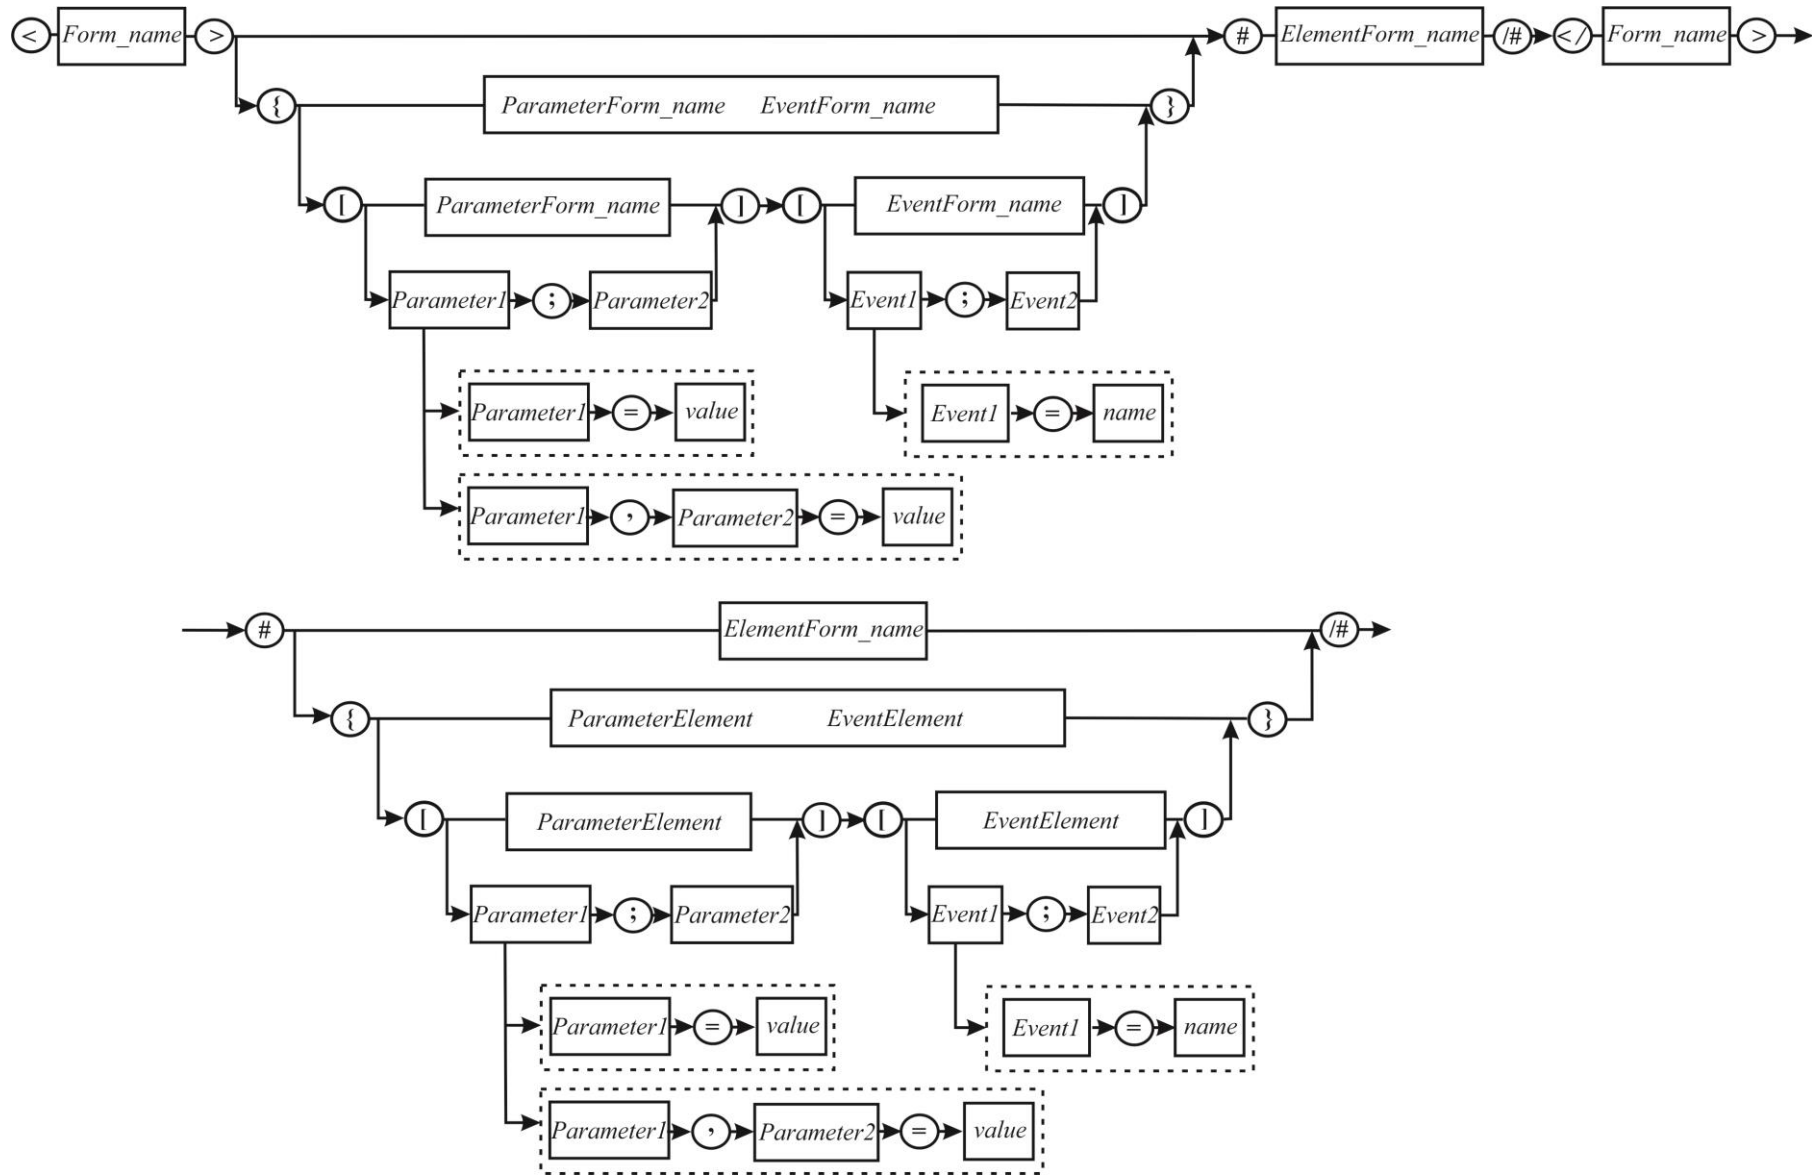 < Form_name > # ElementForm_name /# </ Form_name >
{ ParameterForm_name EventForm_name }
[ ParameterForm_name ] [ EventForm_name ]
Parameter1 ; Parameter2 Event1 ; Event2
Parameter1 = value Event1 = name
Parameter1 , Parameter2 = value
# ElementForm_name /#
{ ParameterElement EventElement }
[ ParameterElement ] [ EventElement ]
Parameter1 ; Parameter2 Event1 ; Event2
Parameter1 = value Event1 = name
Parameter1 , Parameter2 = value